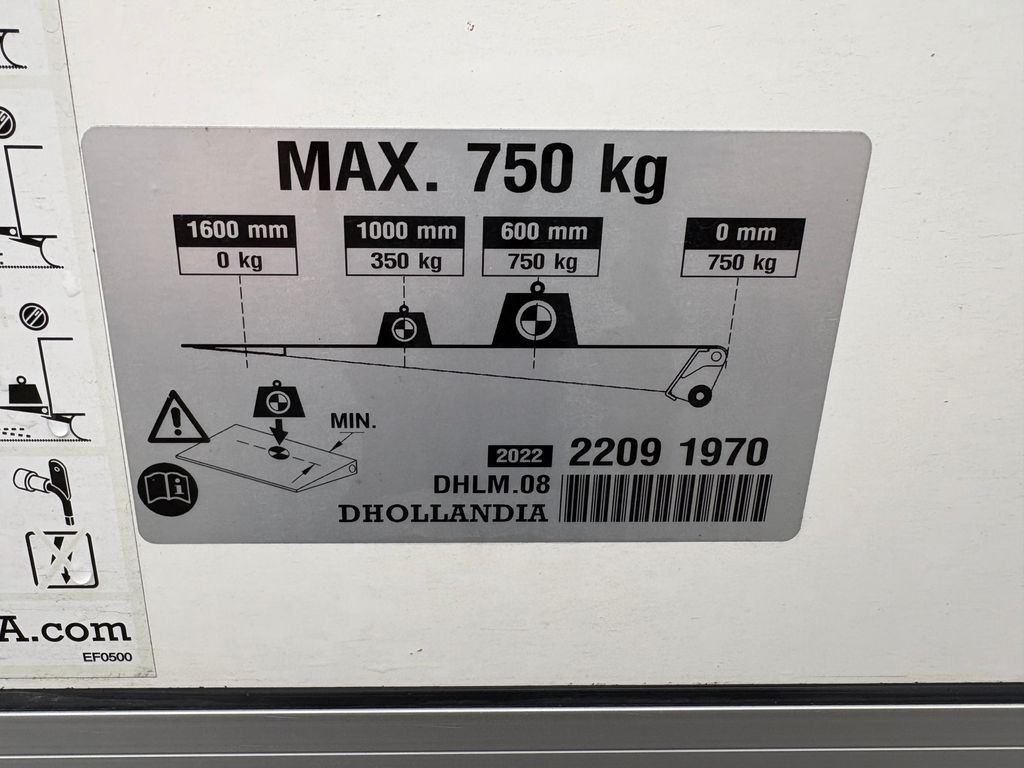 MAX. 750 kg
1600 mm
0 kg
1000 mm
350 kg
600 mm
750 kg
0 mm
750 kg
MIN.
2022 2209 1970
DHLM.08
DHOLLANDIA
A.com
EF0500